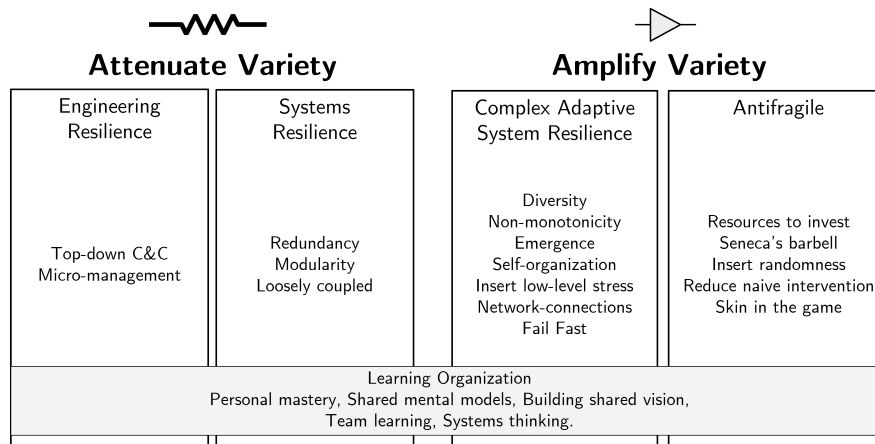 Attenuate Variety
Amplify Variety
Engineering
Resilience
Top-down C&C
Micro-management
Systems
Resilience
Redundancy
Modularity
Loosely coupled
Complex Adaptive
System Resilience
Diversity
Non-monotonicity
Emergence
Self-organization
Insert low-level stress
Network-connections
Fail Fast
Antifragile
Resources to invest
Seneca's barbell
Insert randomness
Reduce naive intervention
Skin in the game
Learning Organization
Personal mastery, Shared mental models, Building shared vision,
Team learning, Systems thinking.